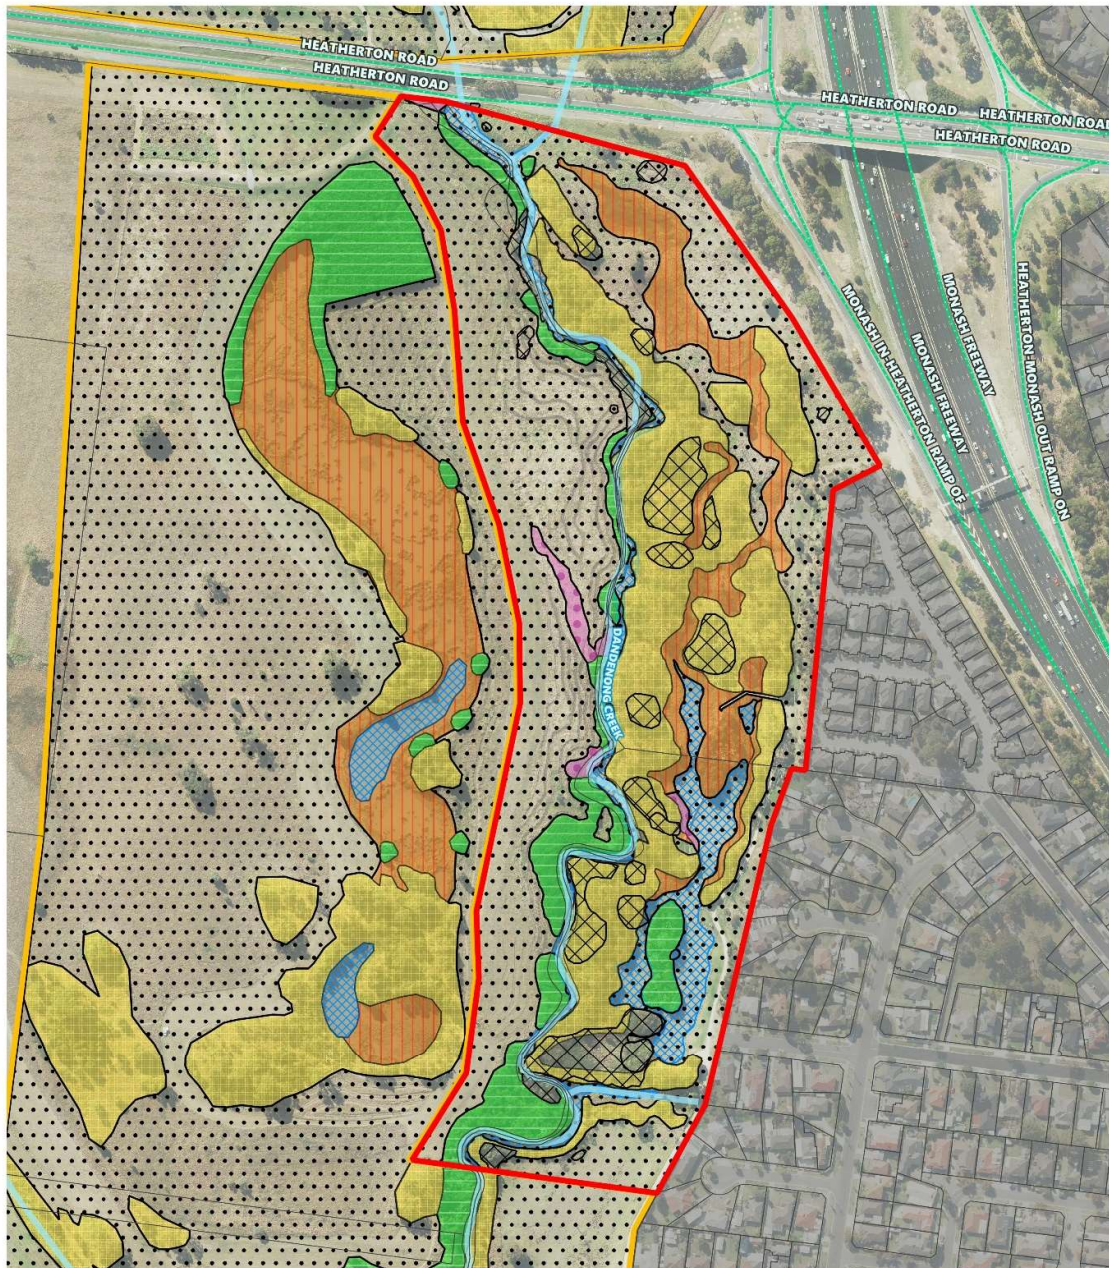 HEATHERTON ROAD
HEATHERTON ROAD
HEATHERTON ROAD
HEATHERTON ROAD
HEATHERTON ROAD
MONASH IN-HEATHERTON RAMP OF
MONASH FREEWAY
MONASH FREEWAY
HEATHERTON-MONASH OUT RAMP ON
DANDENONG CREEK